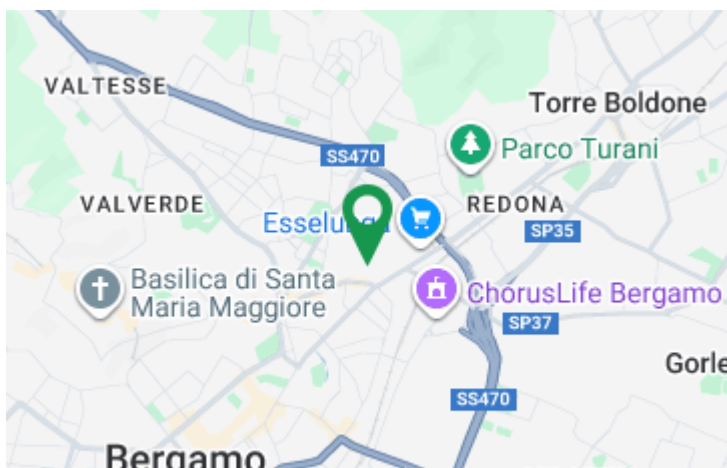 VALTESSE
Torre Boldone
SS470
Parco Turani
VALVERDE
REDONA
Esselunga
SP35
Basilica di Santa
Maria Maggiore
ChorusLife Bergamo
SP37
Gorle
SS470
Bergamo